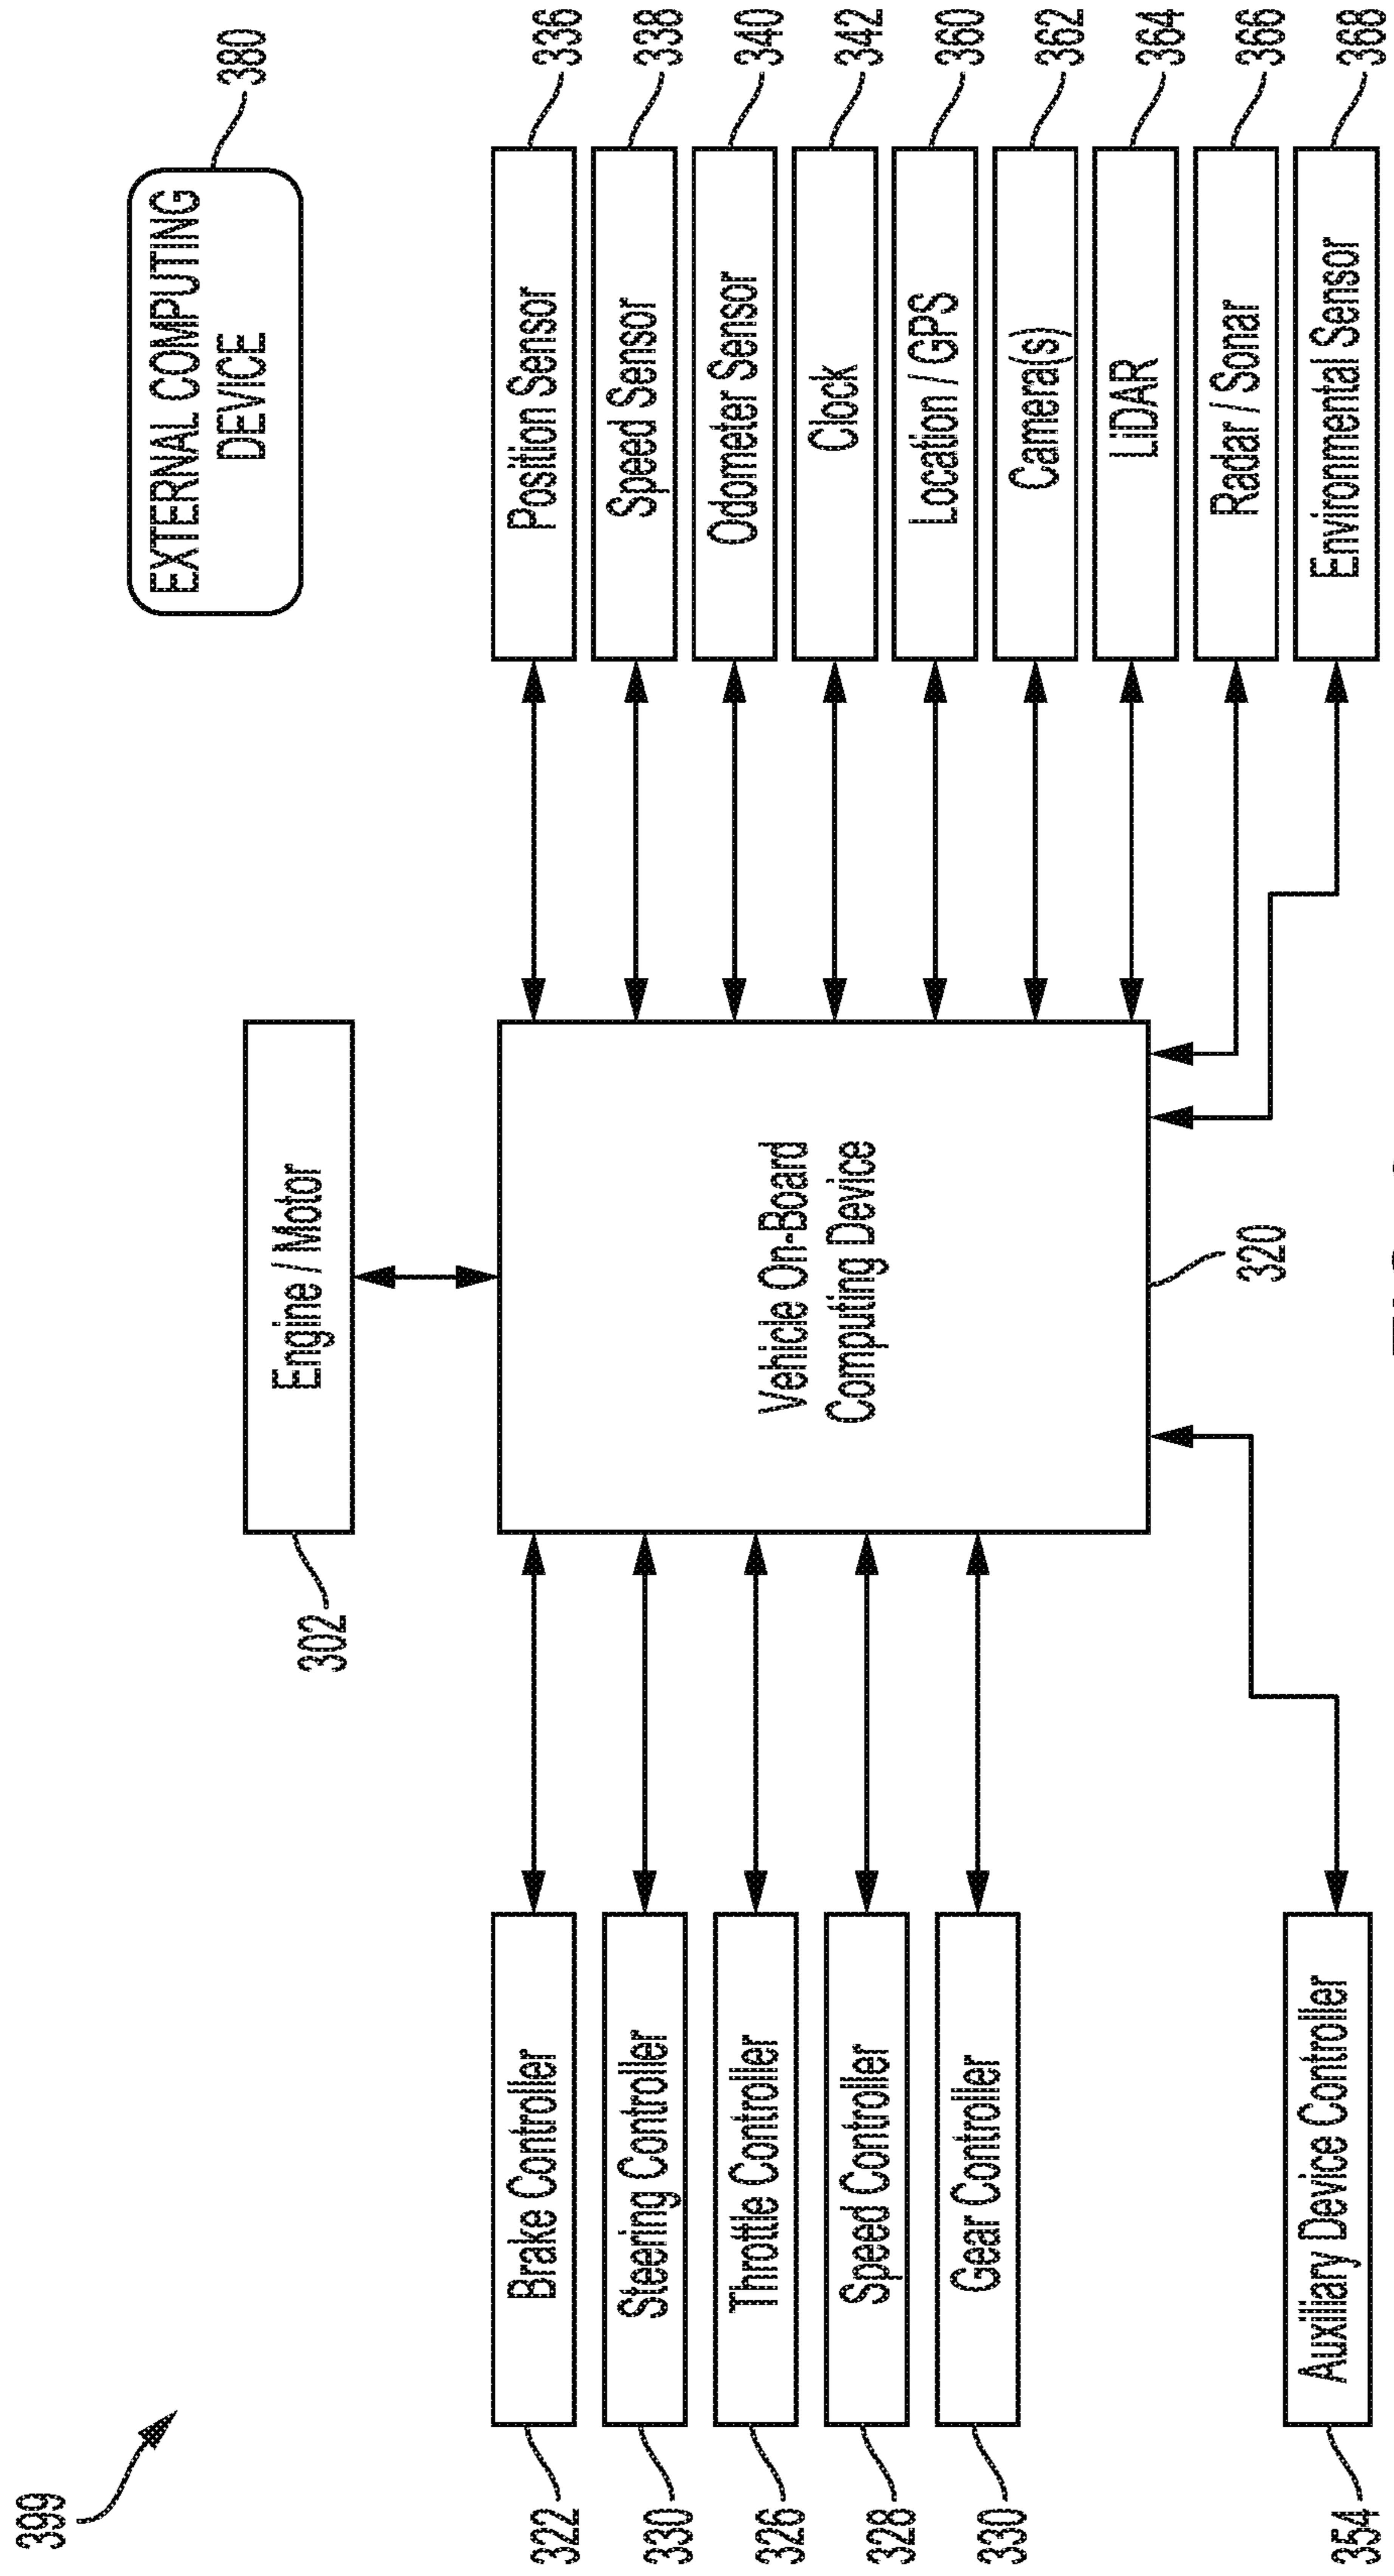 399
EXTERNAL COMPUTING
DEVICE
380
Engine / Motor
302
Brake Controller
322
Steering Controller
330
Throttle Controller
326
Speed Controller
328
Gear Controller
330
Auxiliary Device Controller
354
Vehicle On-Board
Computing Device
320
Position Sensor
336
Speed Sensor
338
Odometer Sensor
340
Clock
342
Location / GPS
360
Camera(s)
362
LiDAR
364
Radar / Sonar
366
Environmental Sensor
368